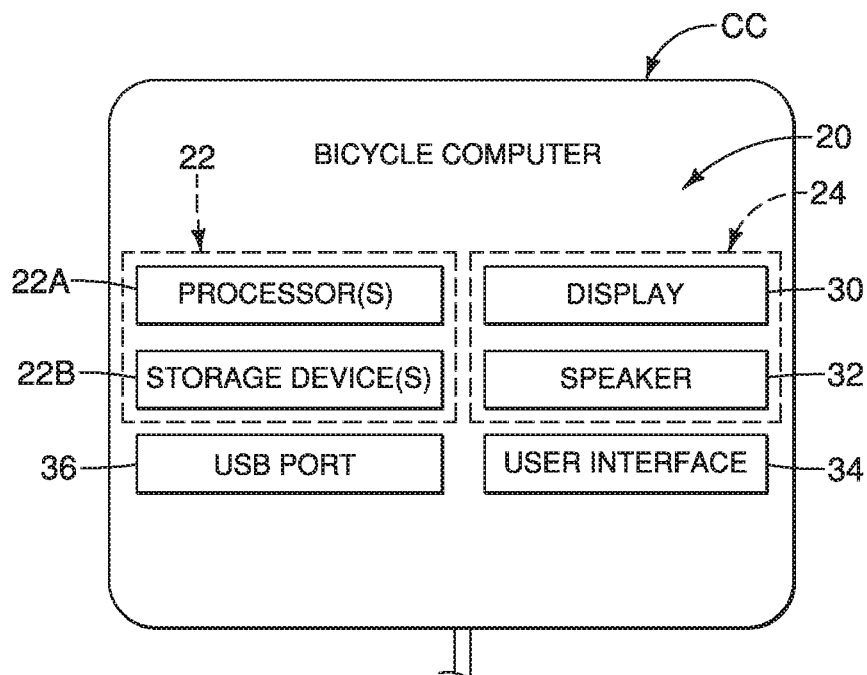 CC
BICYCLE COMPUTER
20
22
24
22A
PROCESSOR(S)
DISPLAY
30
22B
STORAGE DEVICE(S)
SPEAKER
32
36
USB PORT
USER INTERFACE
34